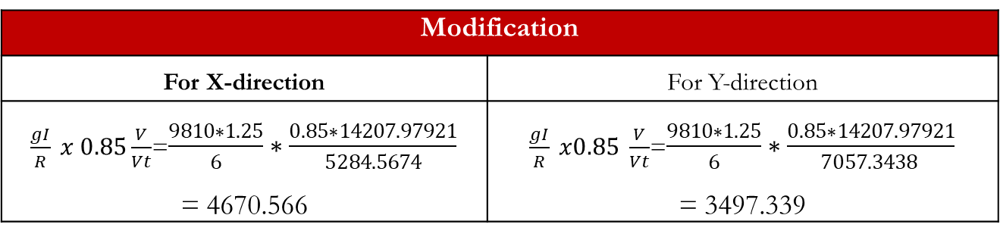 Modification
For X-direction
gI/R x 0.85 V/Vt=9810∗1.25/6 ∗ 0.85∗14207.97921/5284.5674
= 4670.566
For Y-direction
gI/R x0.85 V/Vt=9810∗1.25/6 ∗ 0.85∗14207.97921/7057.3438
= 3497.339